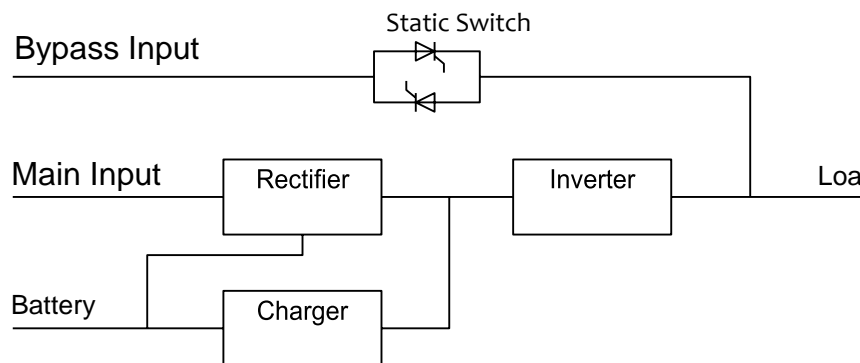 Static Switch
Bypass Input
Main Input
Rectifier
Inverter
Loa
Battery
Charger